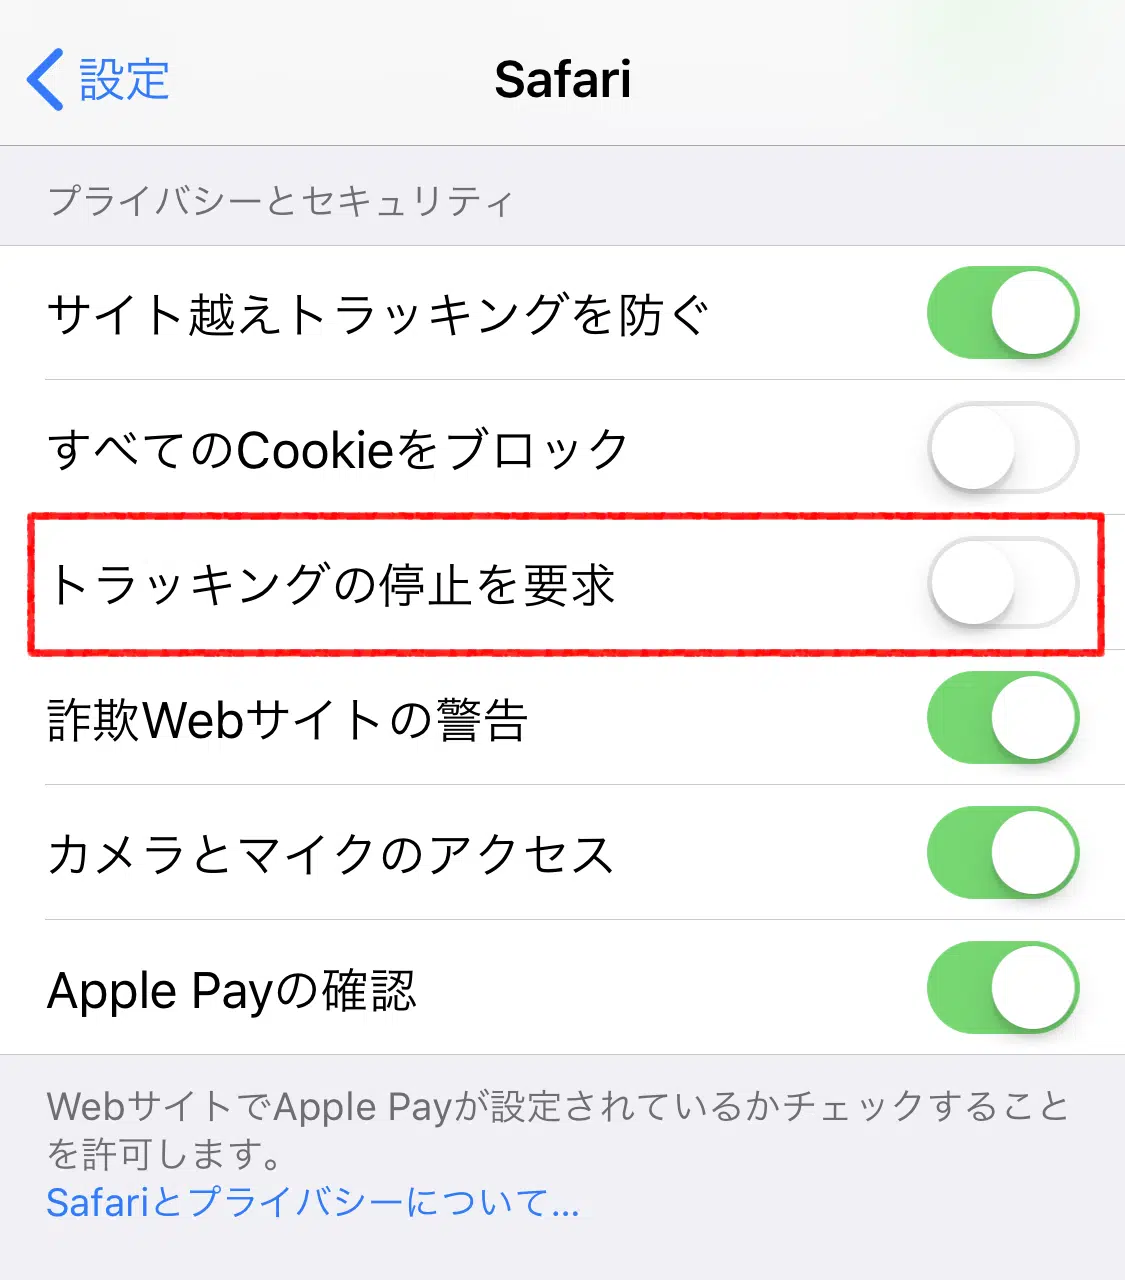 設定
Safari
プライバシーとセキュリティ
サイト越えトラッキングを防ぐ
すべてのCookieをブロック
トラッキングの停止を要求
詐欺Webサイトの警告
カメラとマイクのアクセス
Apple Payの確認
WebサイトでApple Payが設定されているかチェックすること
を許可します。
Safariとプライバシーについて...